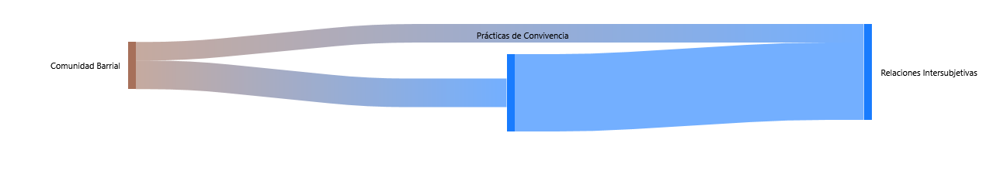 Prácticas de Convivencia
Comunidad Barrial
Relaciones Intersubjetivas